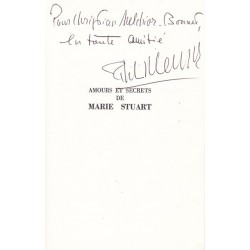 Pour Christian Melchior-Bonnet,
en toute amitié
AMOURS ET SECRETS
DE
MARIE STUART